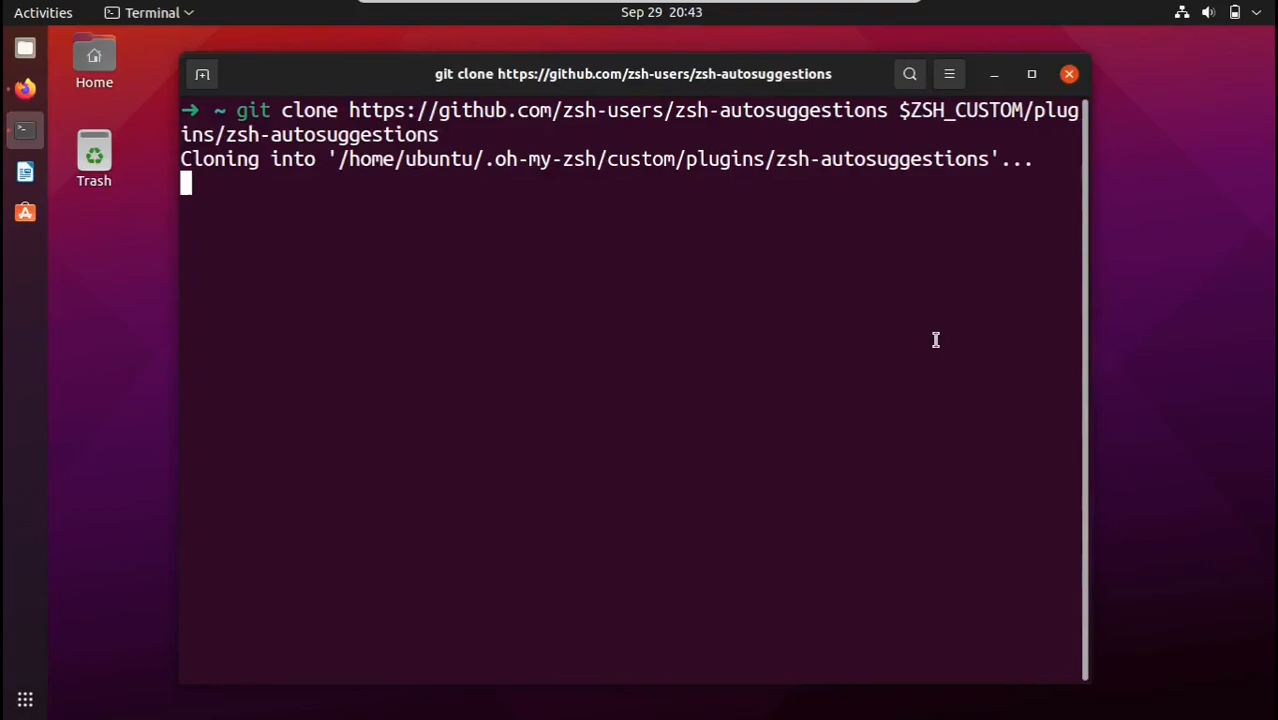 Activities
Terminal
Sep 29 20:43
Home
Trash
git clone https://github.com/zsh-users/zsh-autosuggestions
➜ ~ git clone https://github.com/zsh-users/zsh-autosuggestions $ZSH_CUSTOM/plug
ins/zsh-autosuggestions
Cloning into '/home/ubuntu/.oh-my-zsh/custom/plugins/zsh-autosuggestions'...